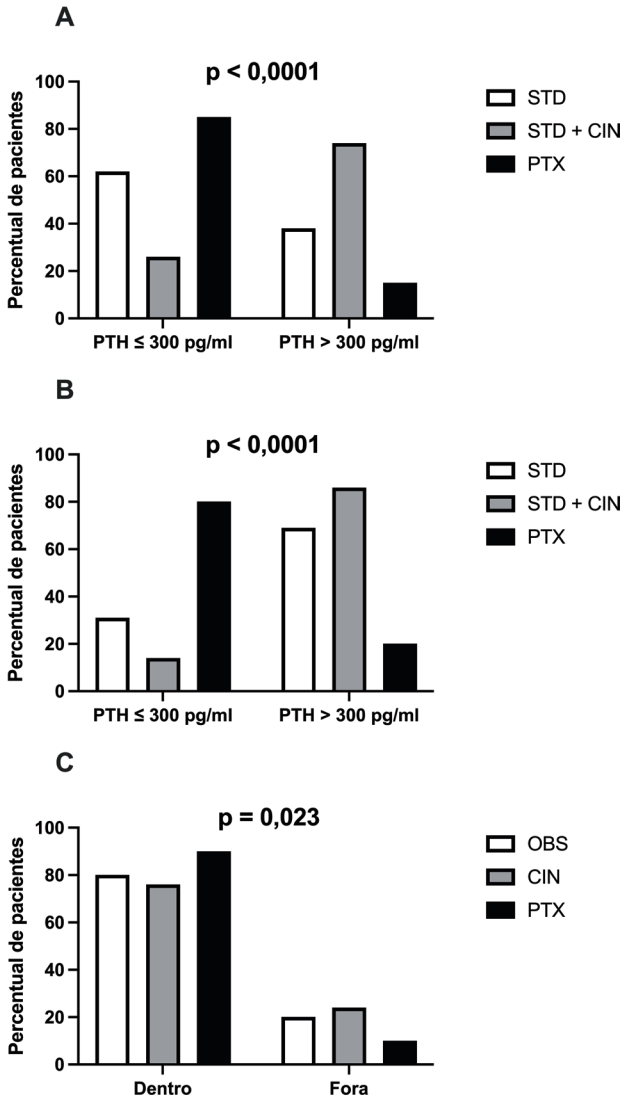 A
p < 0,0001
Percentual de pacientes
100
80
60
40
20
0
PTH ≤ 300 pg/ml
PTH > 300 pg/ml
STD
STD + CIN
PTX
B
p < 0,0001
Percentual de pacientes
100
80
60
40
20
0
PTH ≤ 300 pg/ml
PTH > 300 pg/ml
STD
STD + CIN
PTX
C
p = 0,023
Percentual de pacientes
100
80
60
40
20
0
Dentro
Fora
OBS
CIN
PTX